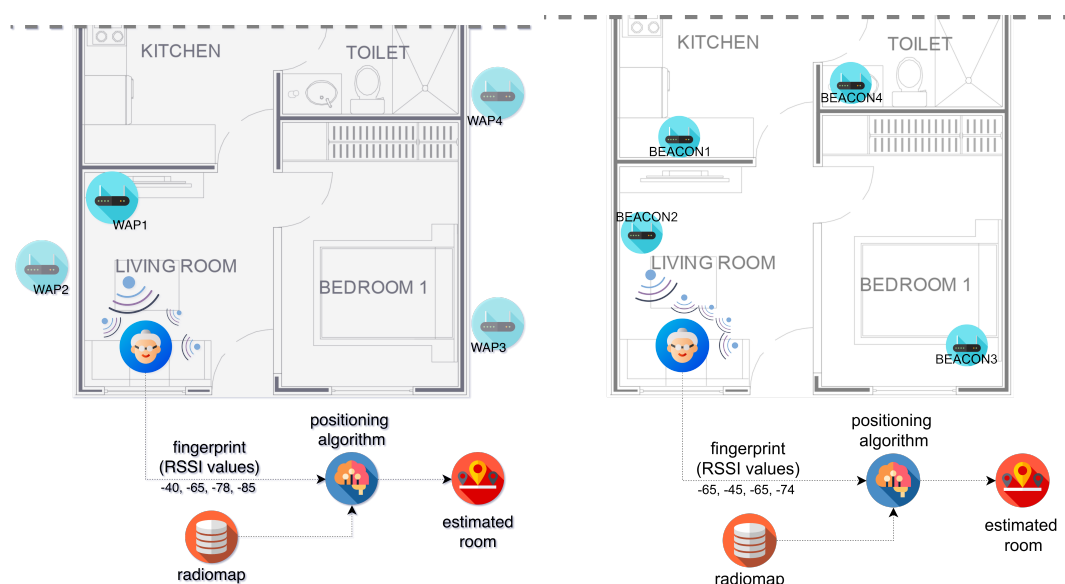 KITCHEN
TOILET
WAP4
WAP1
LIVING ROOM
WAP2
BEDROOM 1
WAP3
positioning
algorithm
fingerprint
(RSSI values)
-40, -65, -78, -85
estimated
room
radiomap
KITCHEN
TOILET
BEACON4
BEACON1
BEACON2
LIVING ROOM
BEDROOM 1
BEACON3
positioning
algorithm
fingerprint
(RSSI values)
-65, -45, -65, -74
estimated
room
radiomap